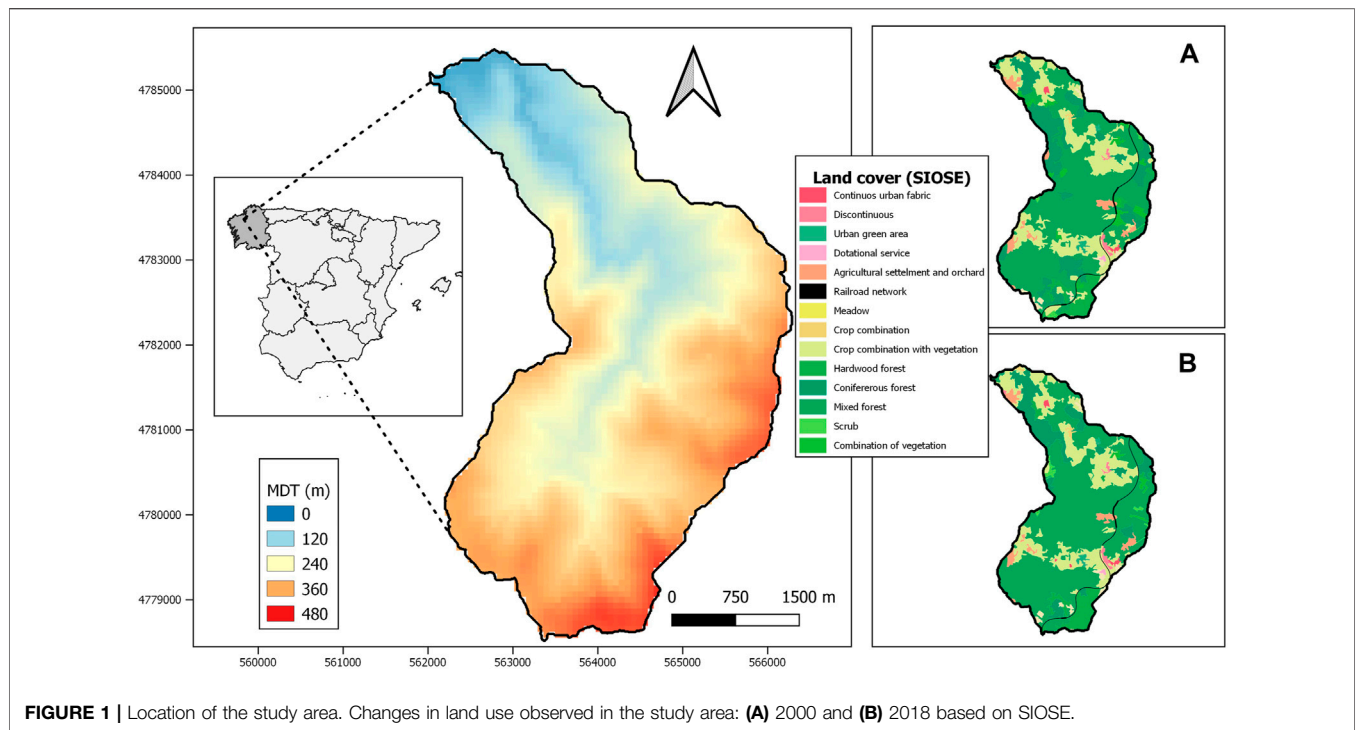 4785000
4784000
4783000
4782000
4781000
4780000
4779000
560000
561000
562000
563000
564000
565000
566000
MDT (m)
0
120
240
360
480
0 750 1500 m
Land cover (SIOSE)
Continuos urban fabric
Discontinuous
Urban green area
Dotational service
Agricultural settelment and orchard
Railroad network
Meadow
Crop combination
Crop combination with vegetation
Hardwood forest
Conifererous forest
Mixed forest
Scrub
Combination of vegetation
A
B
FIGURE 1 | Location of the study area. Changes in land use observed in the study area: (A) 2000 and (B) 2018 based on SIOSE.